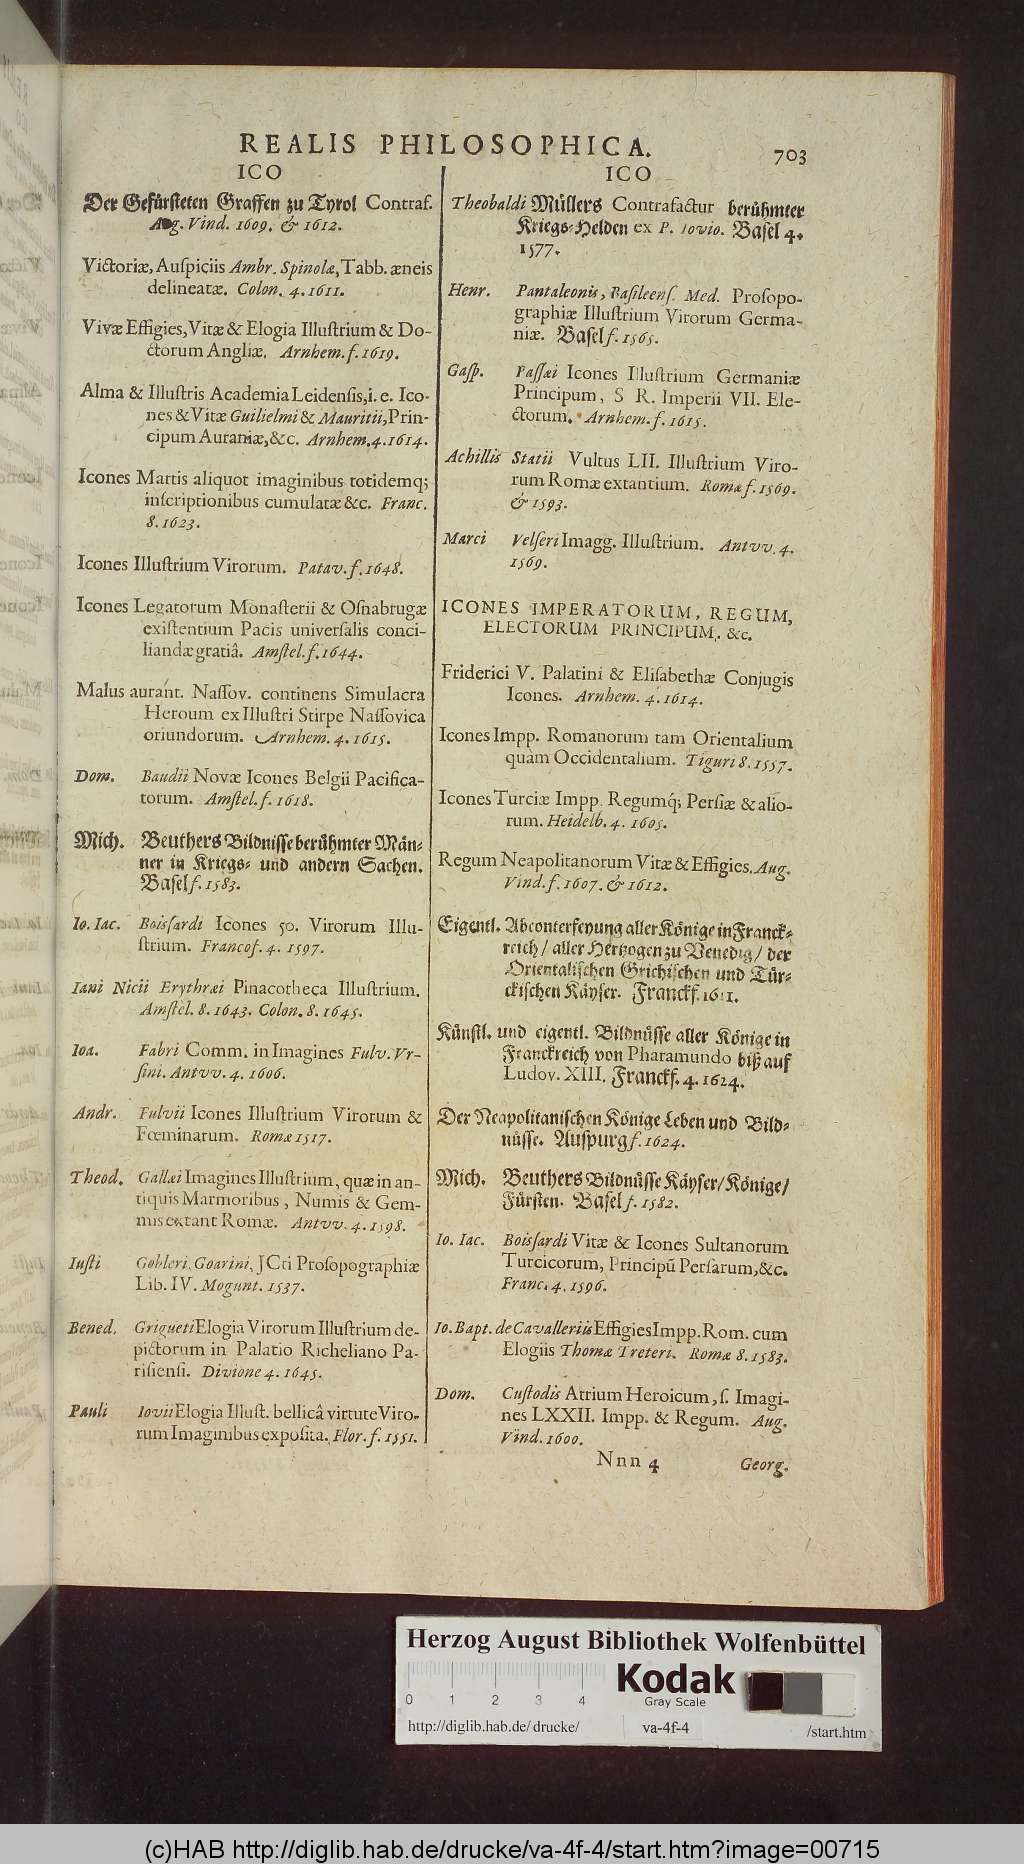 REALIS PHILOSOPHICA.
703
ICO
Der Gefürsteten Graffen zu Tyrol Contraf.
Aug. Vind. 1609. & 1612.
Victoriæ, Auſpiciis Ambr. Spinolæ, Tabb. æneis
delineatæ. Colon. 4. 1611.
Vivæ Effigies, Vitæ & Elogia Illuſtrium & Do-
ctorum Angliæ. Arnhem. f. 1619.
Alma & Illuſtris Academia Leidenſis, i. e. Ico-
nes & Vitæ Guilielmi & Mauritii, Prin-
cipum Auraniæ, &c. Arnhem. 4. 1614.
Icones Martis aliquot imaginibus totidemq;
inſcriptionibus cumulatæ &c. Franc.
8. 1623.
Icones Illuſtrium Virorum. Patav. f. 1648.
Icones Legatorum Monaſterii & Oſnabrugæ
exiſtentium Pacis univerſalis conci-
liandæ gratiâ. Amſtel. f. 1644.
Malus aurant. Naſſov. continens Simulacra
Heroum ex Illuſtri Stirpe Naſſovica
oriundorum. Arnhem. 4. 1615.
Dom. Baudii Novæ Icones Belgii Pacifica-
torum. Amſtel. f. 1618.
Mich. Beuthers Bildniſſe berühmter Män-
ner in Kriegs- und andern Sachen.
Baſel f. 1583.
Io. Iac. Boiſſardi Icones 50. Virorum Illu-
ſtrium. Francof. 4. 1597.
Iani Nicii Erythræi Pinacotheca Illuſtrium.
Amſtel. 8. 1643. Colon. 8. 1645.
Ioa. Fabri Comm. in Imagines Fulv. Vr-
ſini. Antvv. 4. 1606.
Andr. Fulvii Icones Illuſtrium Virorum &
Fœminarum. Romæ 1517.
Theod. Gallæi Imagines Illuſtrium, quæ in an-
tiquis Marmoribus, Numis & Gem-
mis extant Romæ. Antvv. 4. 1598.
Iuſti Gobleri, Goarini, JCti Proſopographiæ
Lib. IV. Mogunt. 1537.
Bened. Grigueti Elogia Virorum Illuſtrium de-
pictorum in Palatio Richeliano Pa-
riſienſi. Divione 4. 1645.
Pauli Iovii Elogia Illuſt. bellicâ virtute Viro-
rum Imaginibus expoſita. Flor. f. 1551.
ICO
Theobaldi Müllers Contrafactur berühmter
Kriegs-Helden ex P. Iovio. Baſel 4.
1577.
Henr. Pantaleonis, Baſileenſ. Med. Proſopo-
graphiæ Illuſtrium Virorum Germa-
niæ. Baſel f. 1565.
Gaſp. Paſſæi Icones Illuſtrium Germaniæ
Principum, S R. Imperii VII. Ele-
ctorum. Arnhem. f. 1615.
Achillis Statii Vultus LII. Illuſtrium Viro-
rum Romæ extantium. Romæ f. 1569.
& 1593.
Marci Velſeri Imagg. Illuſtrium. Antvv. 4.
1569.
ICONES IMPERATORUM, REGUM,
ELECTORUM PRINCIPUM, &c.
Friderici V. Palatini & Eliſabethæ Conjugis
Icones. Arnhem. 4. 1614.
Icones Impp. Romanorum tam Orientalium
quàm Occidentalium. Tiguri 8. 1557.
Icones Turciæ Impp. Regumq́; Perſiæ & alio-
rum. Heidelb. 4. 1605.
Regum Neapolitanorum Vitæ & Effigies. Aug.
Vind. f. 1607. & 1612.
Eigentl. Abconterfeyung aller Könige in Franck-
reich / aller Hertzogen zu Venedig / der
Orientaliſchen Grichiſchen und Tür-
ckiſchen Käyſer. Franckf. 1611.
Künſtl. und eigentl. Bildnüſſe aller Könige in
Franckreich von Pharamundo biß auf
Ludov. XIII. Franckf. 4. 1624.
Der Neapolitaniſchen Könige Leben und Bild-
nüſſe. Auſpurg f. 1624.
Mich. Beuthers Bildnüſſe Käyſer / Könige /
Fürſten. Baſel f. 1582.
Io. Iac. Boiſſardi Vitæ & Icones Sultanorum
Turcicorum, Principũ Perſarum, &c.
Franc. 4. 1596.
Io. Bapt. de Cavalleriis Effigies Impp. Rom. cum
Elogiis Thomæ Treteri. Romæ 8. 1583.
Dom. Cuſtodis Atrium Heroicum, ſ. Imagi-
nes LXXII. Impp. & Regum. Aug.
Vind. 1600.
Nnn 4
Georg.
Herzog August Bibliothek Wolfenbüttel
Kodak
Gray Scale
0 1 2 3 4
http://diglib.hab.de/drucke/ va-4f-4 /start.htm
(c)HAB http://diglib.hab.de/drucke/va-4f-4/start.htm?image=00715